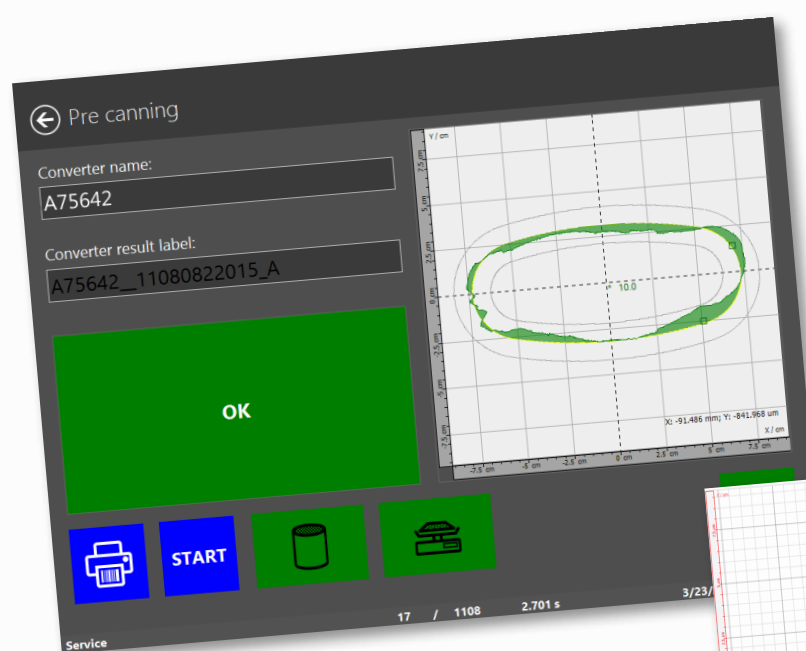 Pre canning
Converter name:
A75642
Converter result label:
A75642__11080822015_A
OK
START
Y / cm
7.5 cm
5 cm
2.5 cm
0 cm
-2.5 cm
-5 cm
-7.5 cm
10.0
X: -91.486 mm; Y: -841.968 um
X / cm
-7.5 cm
-5 cm
-2.5 cm
0 cm
2.5 cm
5 cm
7.5 cm
17 / 1108 2.701 s 3/23/
Service